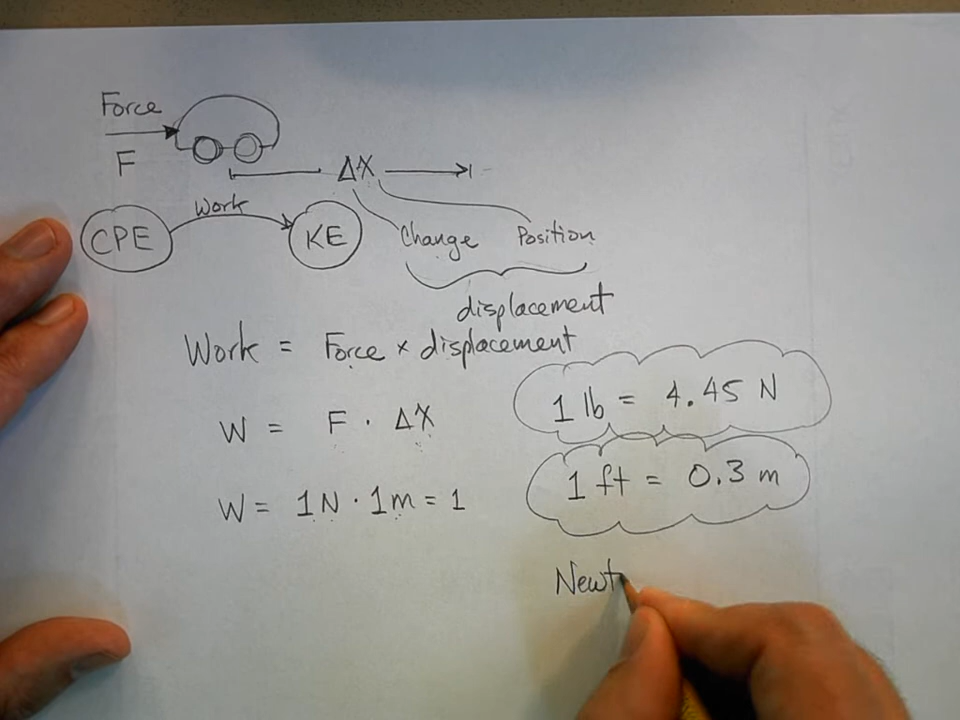 Force
F
ΔX
Work
CPE
KE
Change Position
displacement
Work = Force × displacement
W = F · ΔX
1 lb = 4.45 N
1 ft = 0.3 m
W = 1N · 1m = 1
Newt